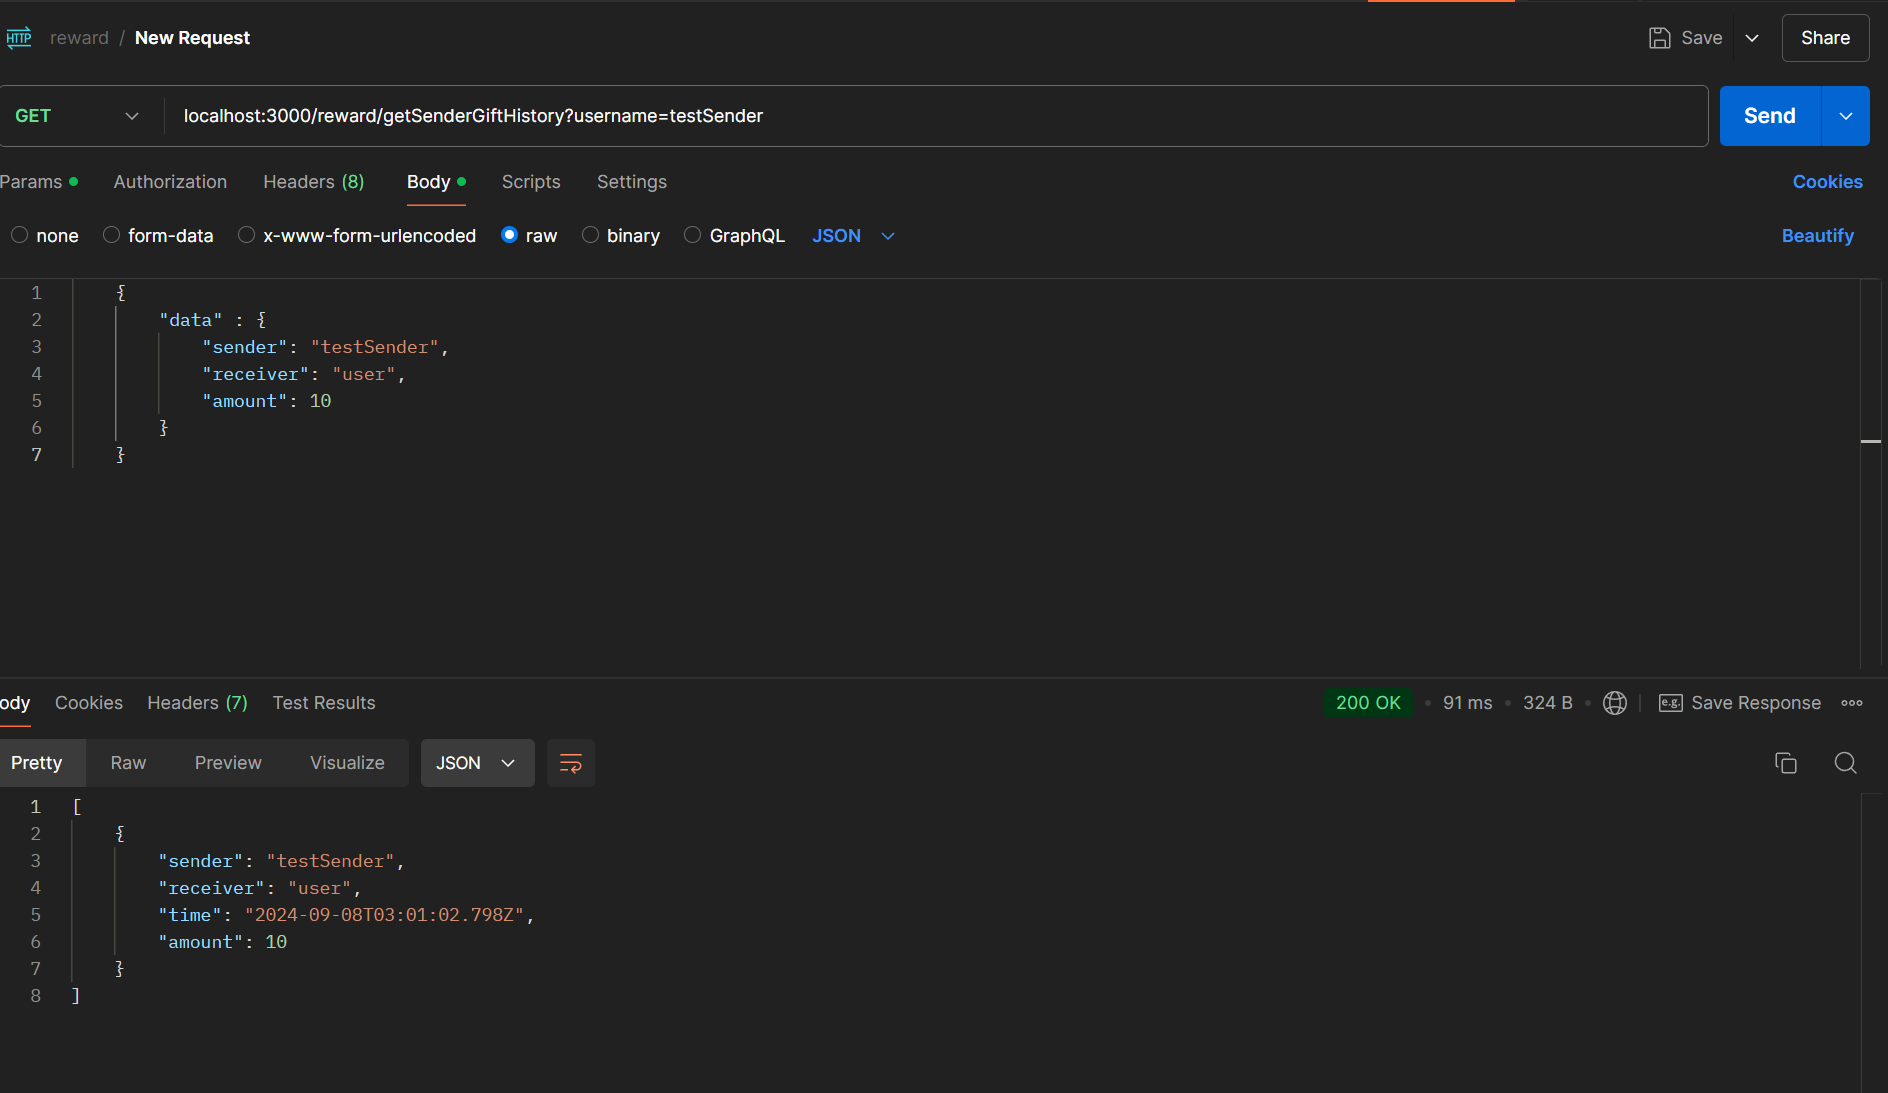 HTTP reward / New Request Save Share
GET localhost:3000/reward/getSenderGiftHistory?username=testSender Send
Params Authorization Headers (8) Body Scripts Settings Cookies
none form-data x-www-form-urlencoded raw binary GraphQL JSON Beautify
1 {
2 "data" : {
3 "sender": "testSender",
4 "receiver": "user",
5 "amount": 10
6 }
7 }
ody Cookies Headers (7) Test Results 200 OK • 91 ms • 324 B • e.g. Save Response
Pretty Raw Preview Visualize JSON
1 [
2 {
3 "sender": "testSender",
4 "receiver": "user",
5 "time": "2024-09-08T03:01:02.798Z",
6 "amount": 10
7 }
8 ]